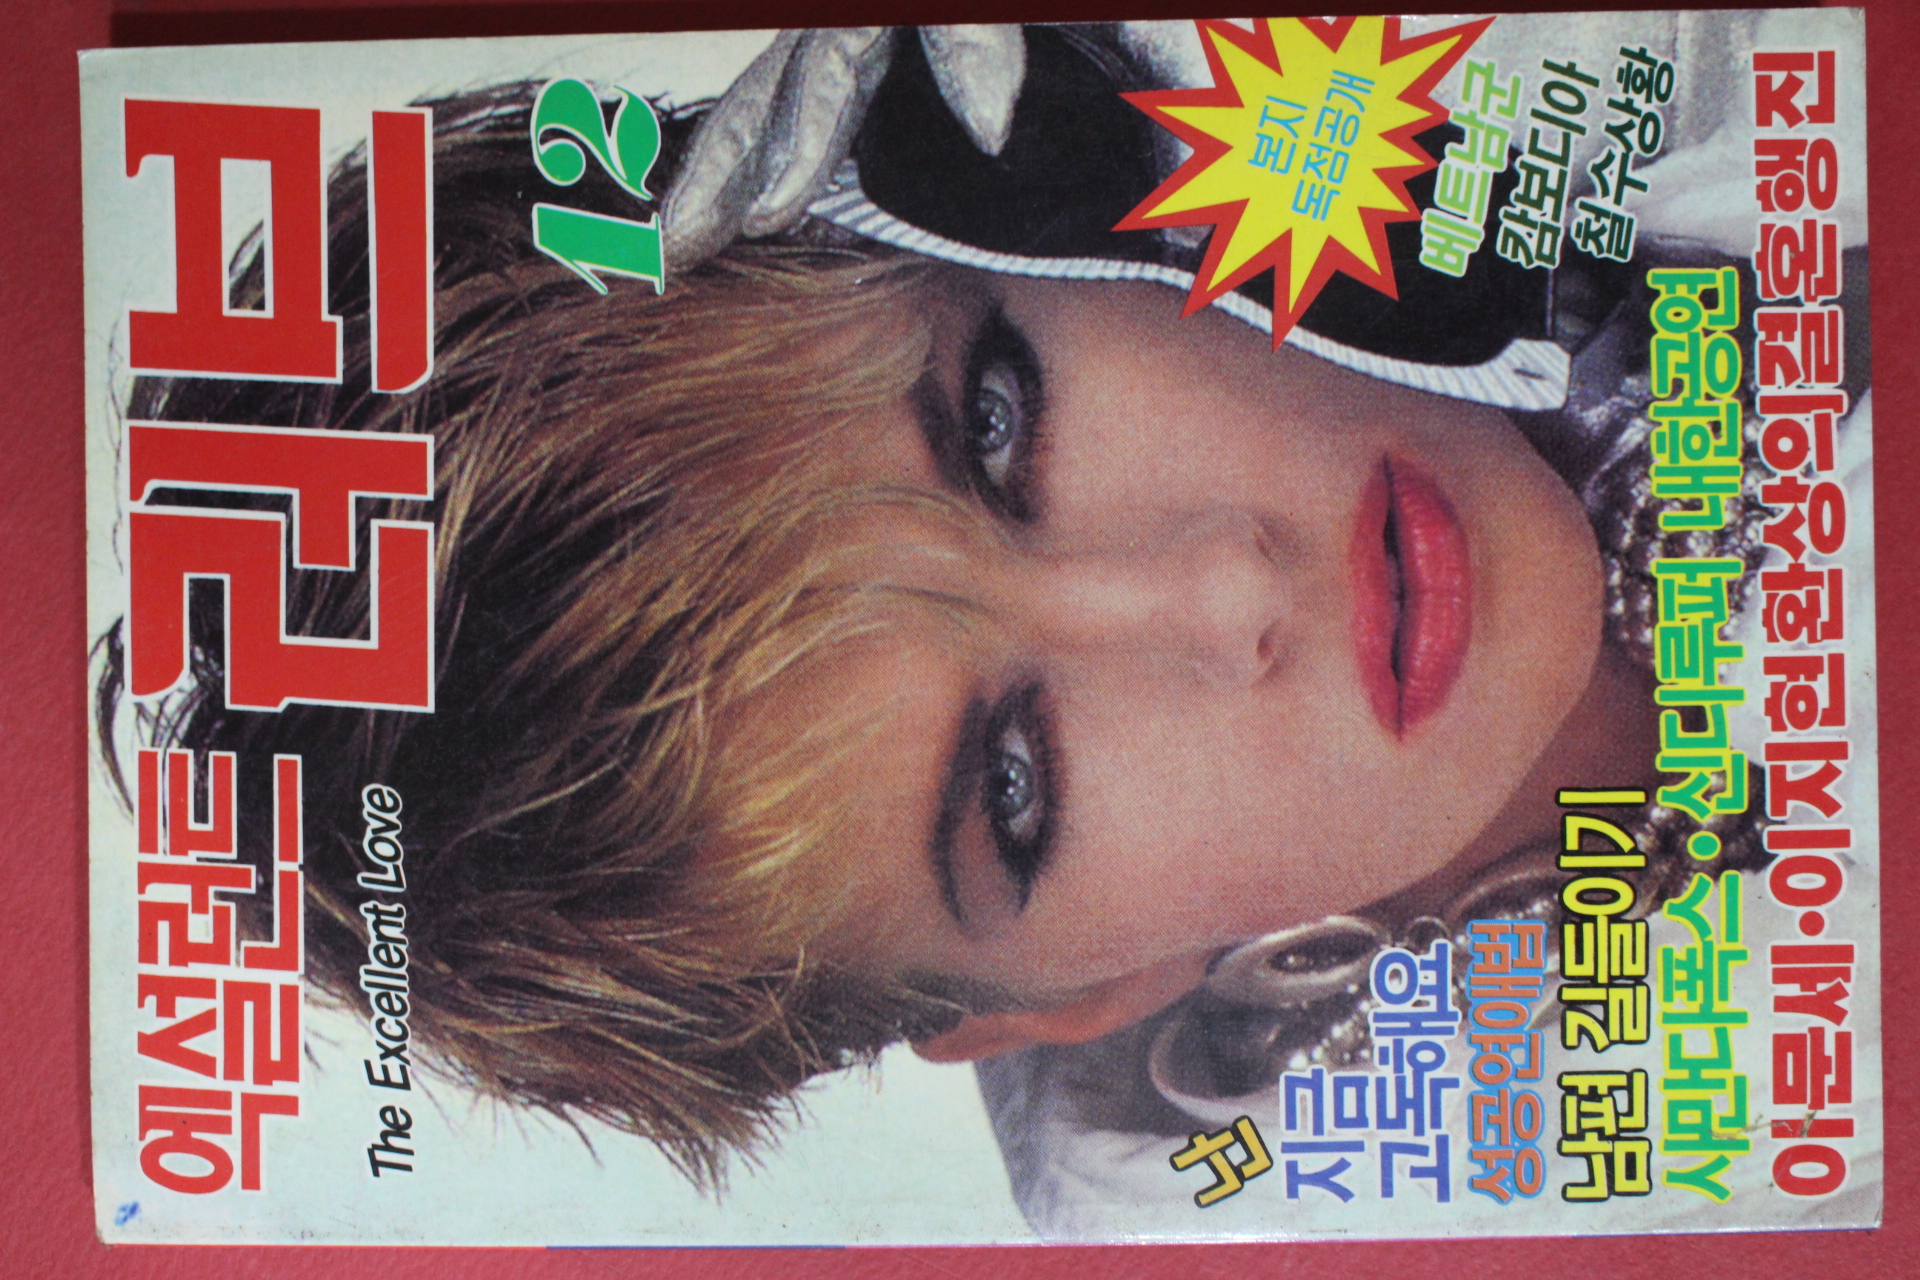 엑설런트
러브
The Excellent Love
12
본지
독점공개
베트남군
캄보디아
철수상황
난
지금
고독해요
성공연애법
남편 길들이기
사만다폭스·신디루퍼 내한공연
이문세·이지현 환상의 결혼행진